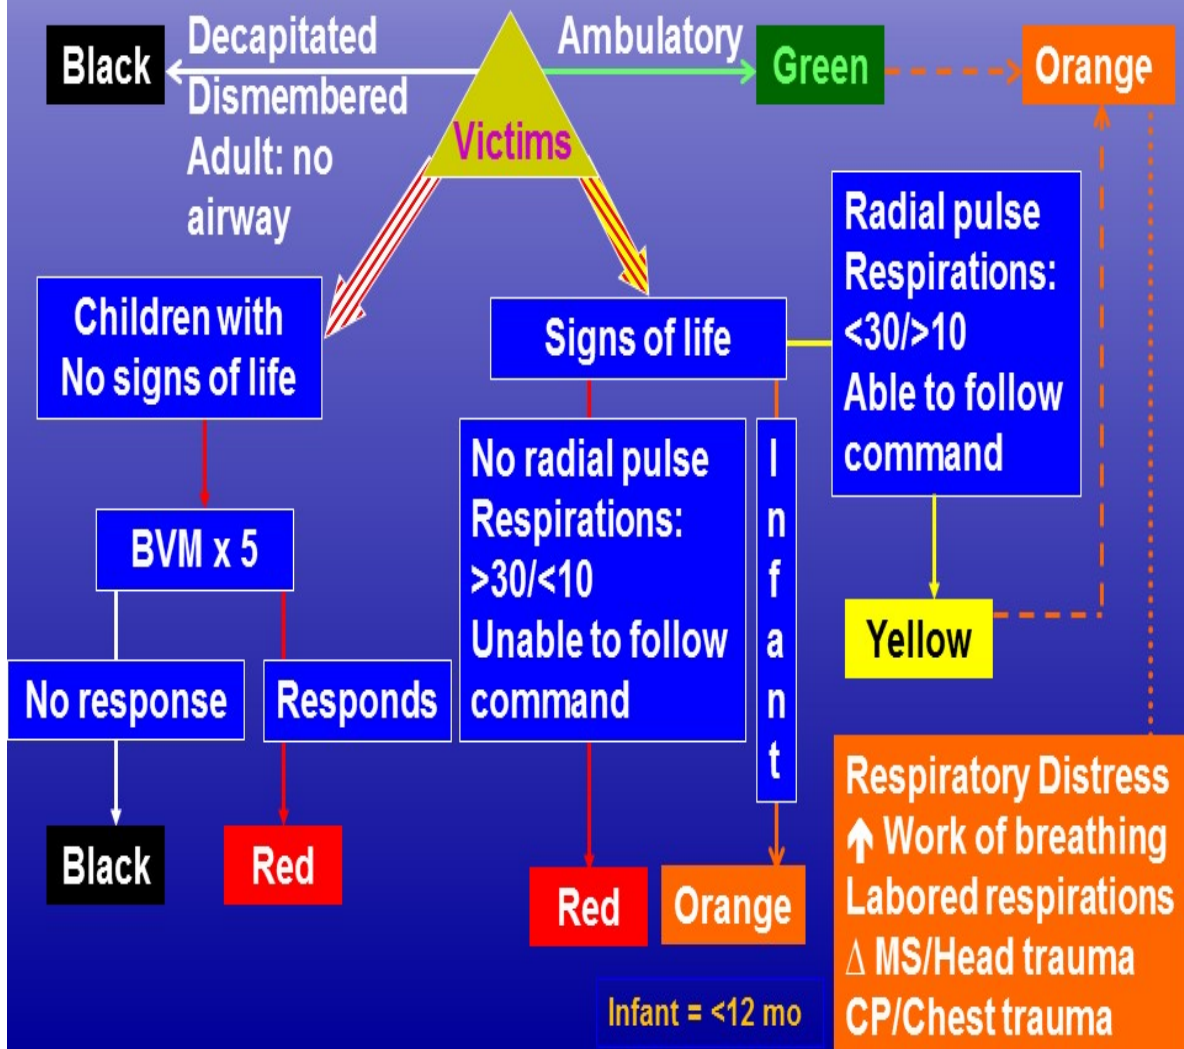 Black
Decapitated
Dismembered
Adult: no
airway
Victims
Ambulatory
Green
Orange
Children with
No signs of life
Signs of life
Radial pulse
Respirations:
<30/>10
Able to follow
command
BVM x 5
No radial pulse
Respirations:
>30/<10
Unable to follow
command
I
n
f
a
n
t
Yellow
No response
Responds
Black
Red
Red
Orange
Respiratory Distress
↑ Work of breathing
Labored respirations
Δ MS/Head trauma
CP/Chest trauma
Infant = <12 mo